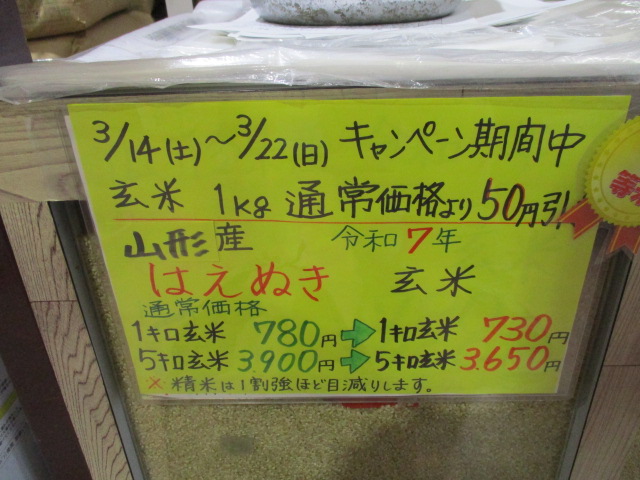 3/14(土)〜3/22(日) キャンペーン期間中
玄米 1kg 通常価格より50円引
山形産 令和7年
はえぬき 玄米
通常価格
1キロ玄米 780円 → 1キロ玄米 730円
5キロ玄米 3.900円 → 5キロ玄米 3.650円
※精米は1割強ほど目減りします。